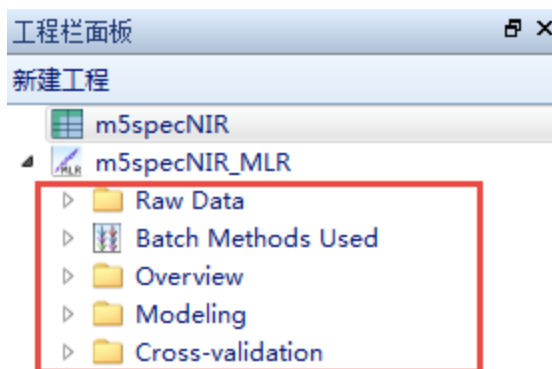 工程栏面板
新建工程
m5specNIR
MLR m5specNIR_MLR
Raw Data
Batch Methods Used
Overview
Modeling
Cross-validation